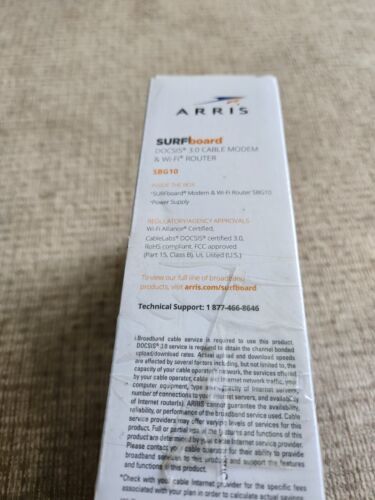 ARRIS
SURFboard
DOCSIS® 3.0 CABLE MODEM
& Wi-Fi® ROUTER
SBG10
INSIDE THE BOX
*SURFboard® Modem & Wi-Fi Router SBG10
*Power Supply
REGULATORY/AGENCY APPROVALS
Wi-Fi Alliance® Certified,
CableLabs® DOCSIS® certified 3.0,
RoHS compliant, FCC approved
(Part 15, Class B), UL Listed (U.S.)
To view our full line of broadband
products, visit arris.com/surfboard
Technical Support: 1 877-466-8646
Broadband cable service is required to use this product.
DOCSIS® 3.0 service is required to obtain the channel bonded
upload/download rates. Actual upload and download speeds
are affected by several factors including, but not limited to, the
capacity of your cable operator's network, the services offered
by your cable operator, cable and Internet network traffic, your
computer equipment, type and capacity of Internet servers,
number of connections to your Internet servers, and availability
of Internet router(s). ARRIS cannot guarantee the availability,
reliability, or performance of the broadband service used. Cable
service providers may offer varying levels of services for this
product. Full or partial use of the features and functions of this
product are determined by your cable Internet service provider.
Please contact your cable operator for their ability to provide
broadband services to this product and support the features
and functions of this product.
*Check with your cable Internet provider for the specific fees
associated with your plan in order to calculate